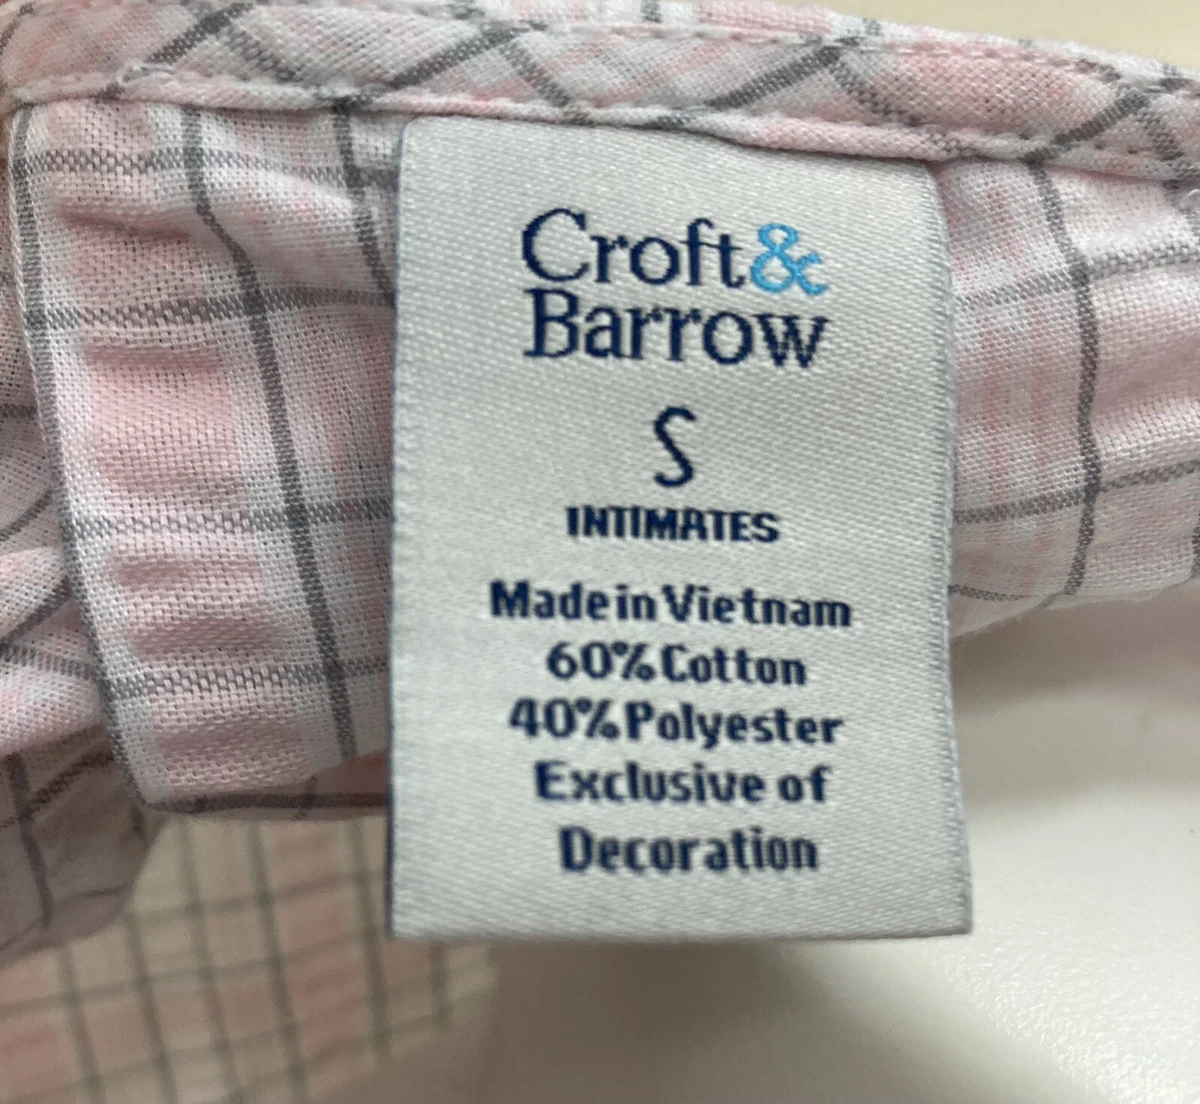 Croft&
Barrow
S
INTIMATES
Made in Vietnam
60% Cotton
40% Polyester
Exclusive of
Decoration